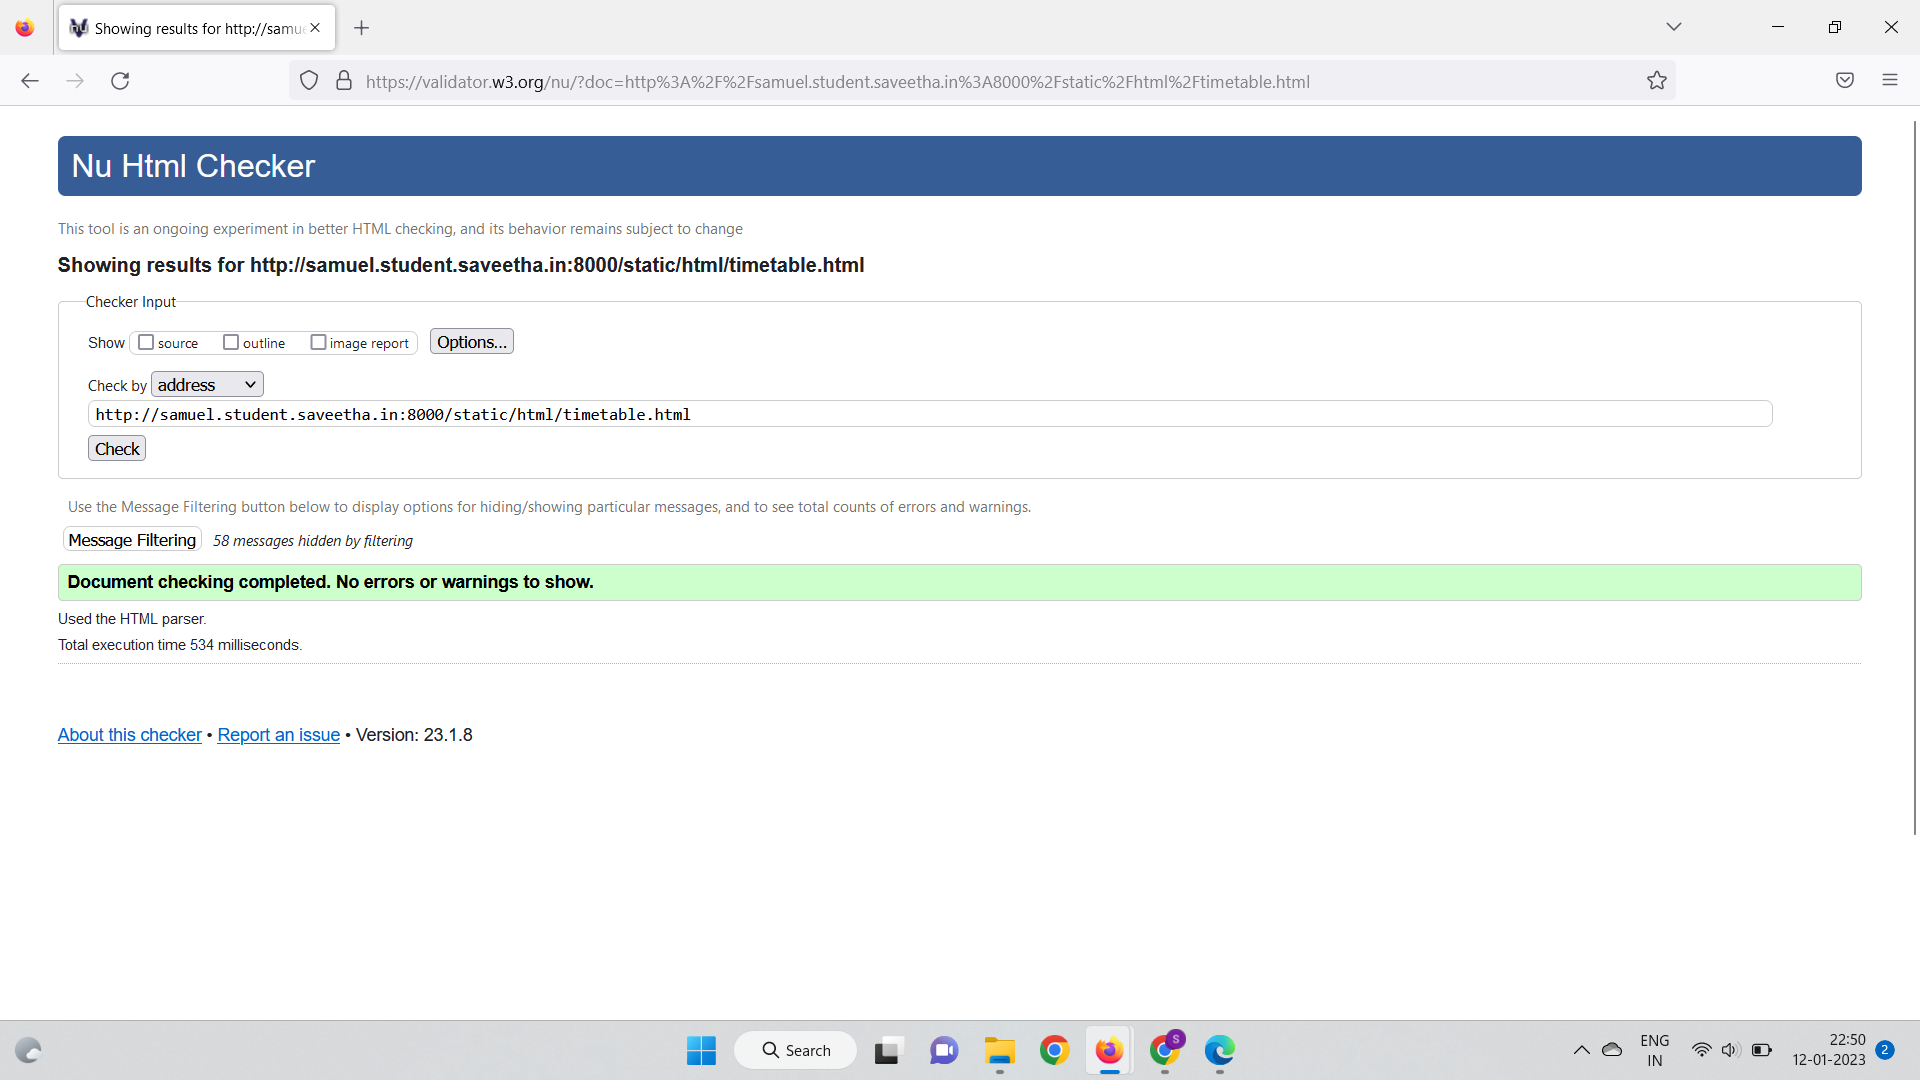 Showing results for http://samu
https://validator.w3.org/nu/?doc=http%3A%2F%2Fsamuel.student.saveetha.in%3A8000%2Fstatic%2Fhtml%2Ftimetable.html
Nu Html Checker
This tool is an ongoing experiment in better HTML checking, and its behavior remains subject to change
Showing results for http://samuel.student.saveetha.in:8000/static/html/timetable.html
Checker Input
Show source outline image report Options...
Check by address
http://samuel.student.saveetha.in:8000/static/html/timetable.html
Check
Use the Message Filtering button below to display options for hiding/showing particular messages, and to see total counts of errors and warnings.
Message Filtering 58 messages hidden by filtering
Document checking completed. No errors or warnings to show.
Used the HTML parser.
Total execution time 534 milliseconds.
About this checker • Report an issue • Version: 23.1.8
Search
S
ENG
IN
22:50
12-01-2023
2